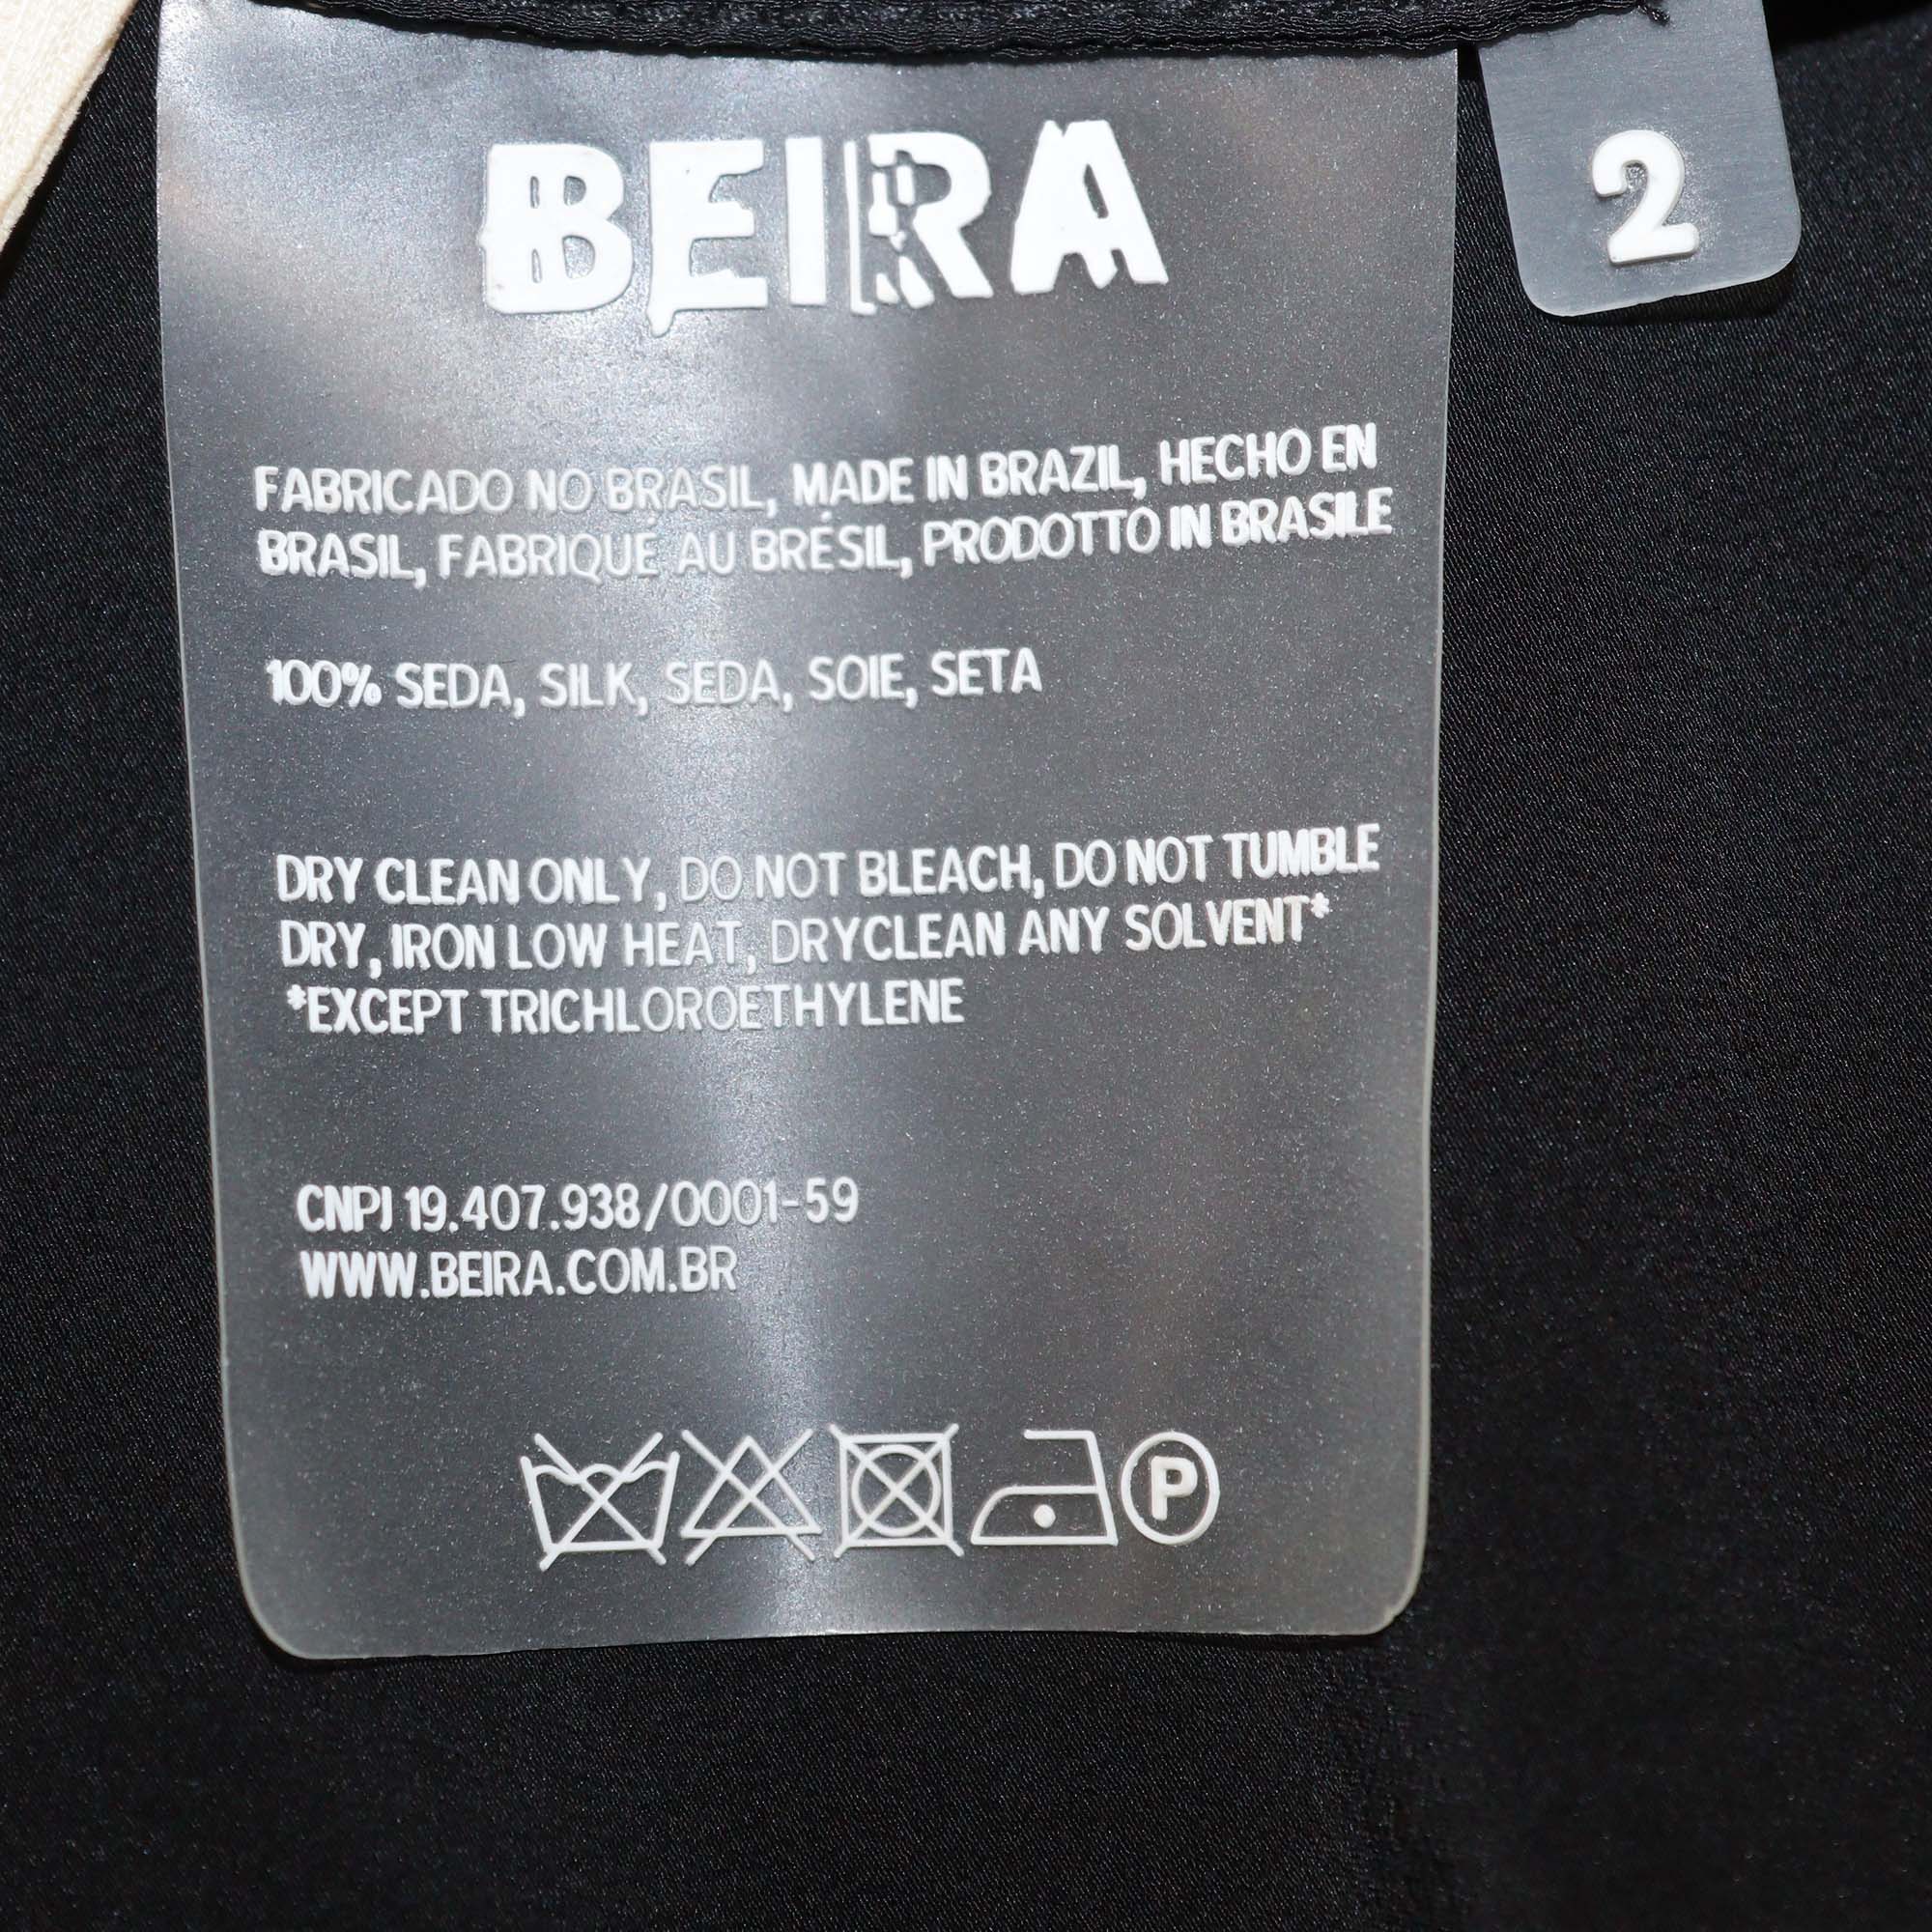 BEIRA
2
FABRICADO NO BRASIL, MADE IN BRAZIL, HECHO EN
BRASIL, FABRIQUÉ AU BRÉSIL, PRODOTTO IN BRASILE
100% SEDA, SILK, SEDA, SOIE, SETA
DRY CLEAN ONLY, DO NOT BLEACH, DO NOT TUMBLE
DRY, IRON LOW HEAT, DRYCLEAN ANY SOLVENT*
*EXCEPT TRICHLOROETHYLENE
CNPJ 19.407.938/0001-59
WWW.BEIRA.COM.BR
P